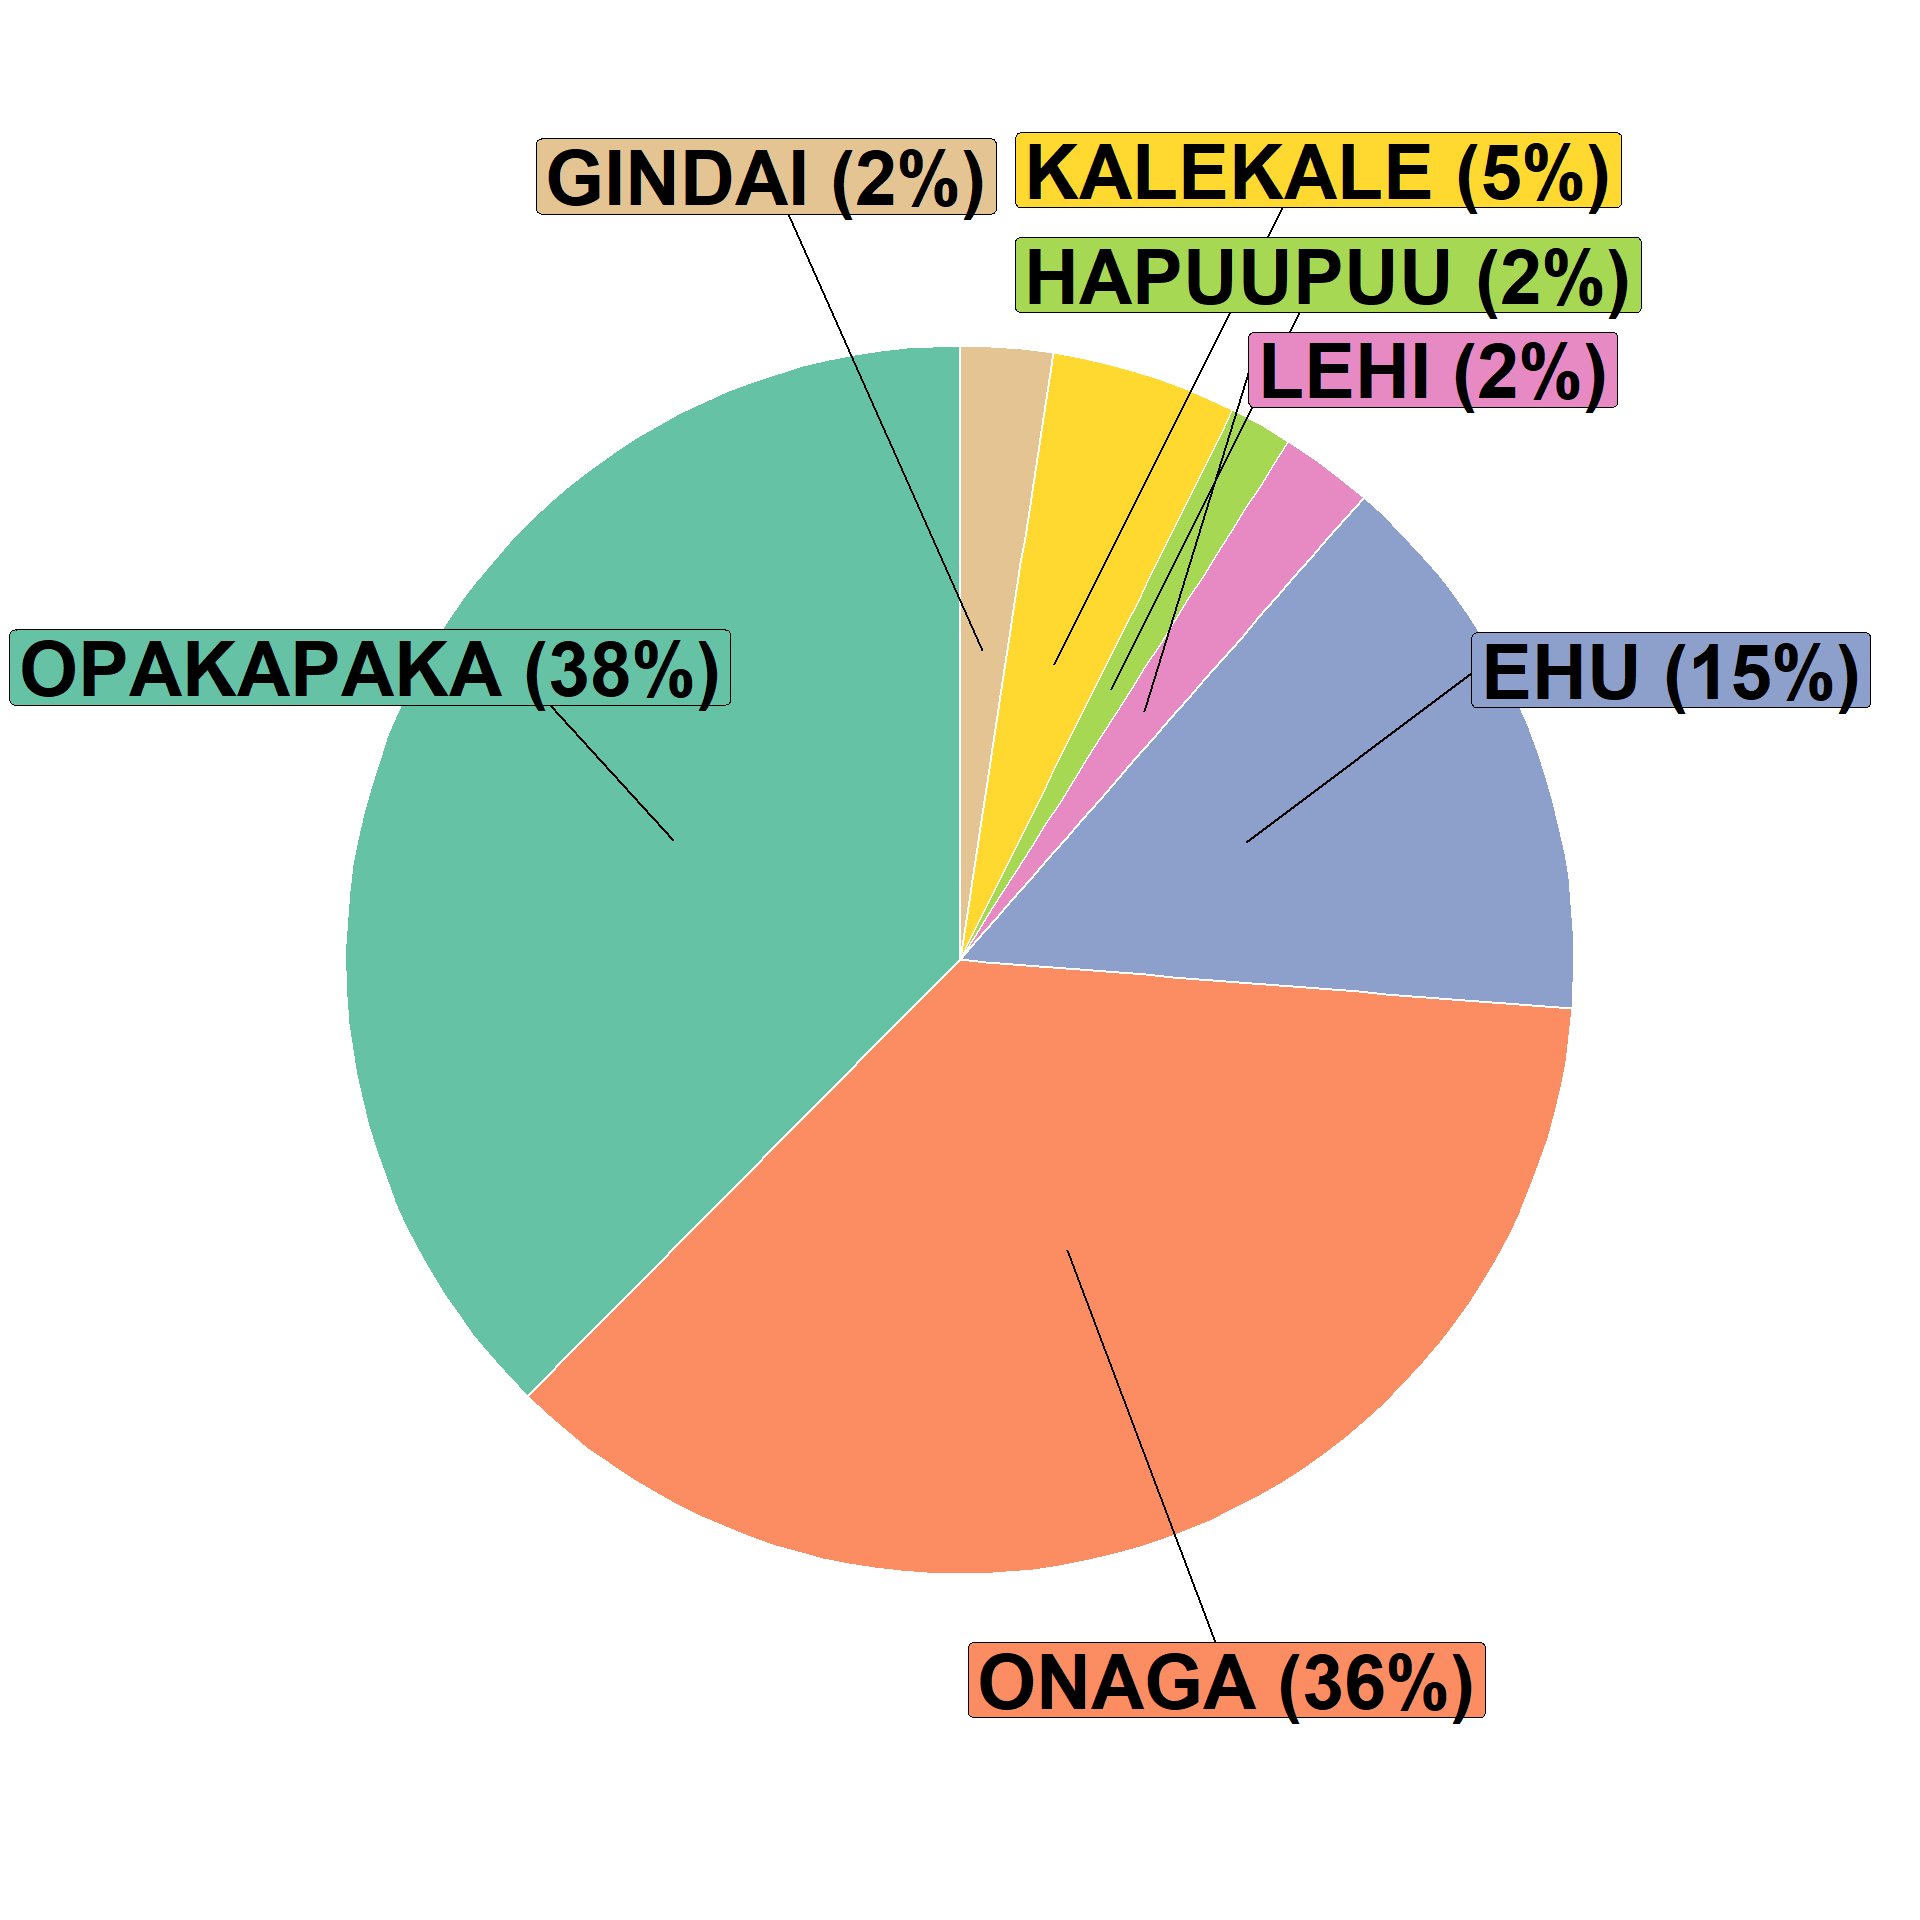 GINDAI (2%)
KALEKALE (5%)
HAPUUPUU (2%)
LEHI (2%)
OPAKAPAKA (38%)
EHU (15%)
ONAGA (36%)